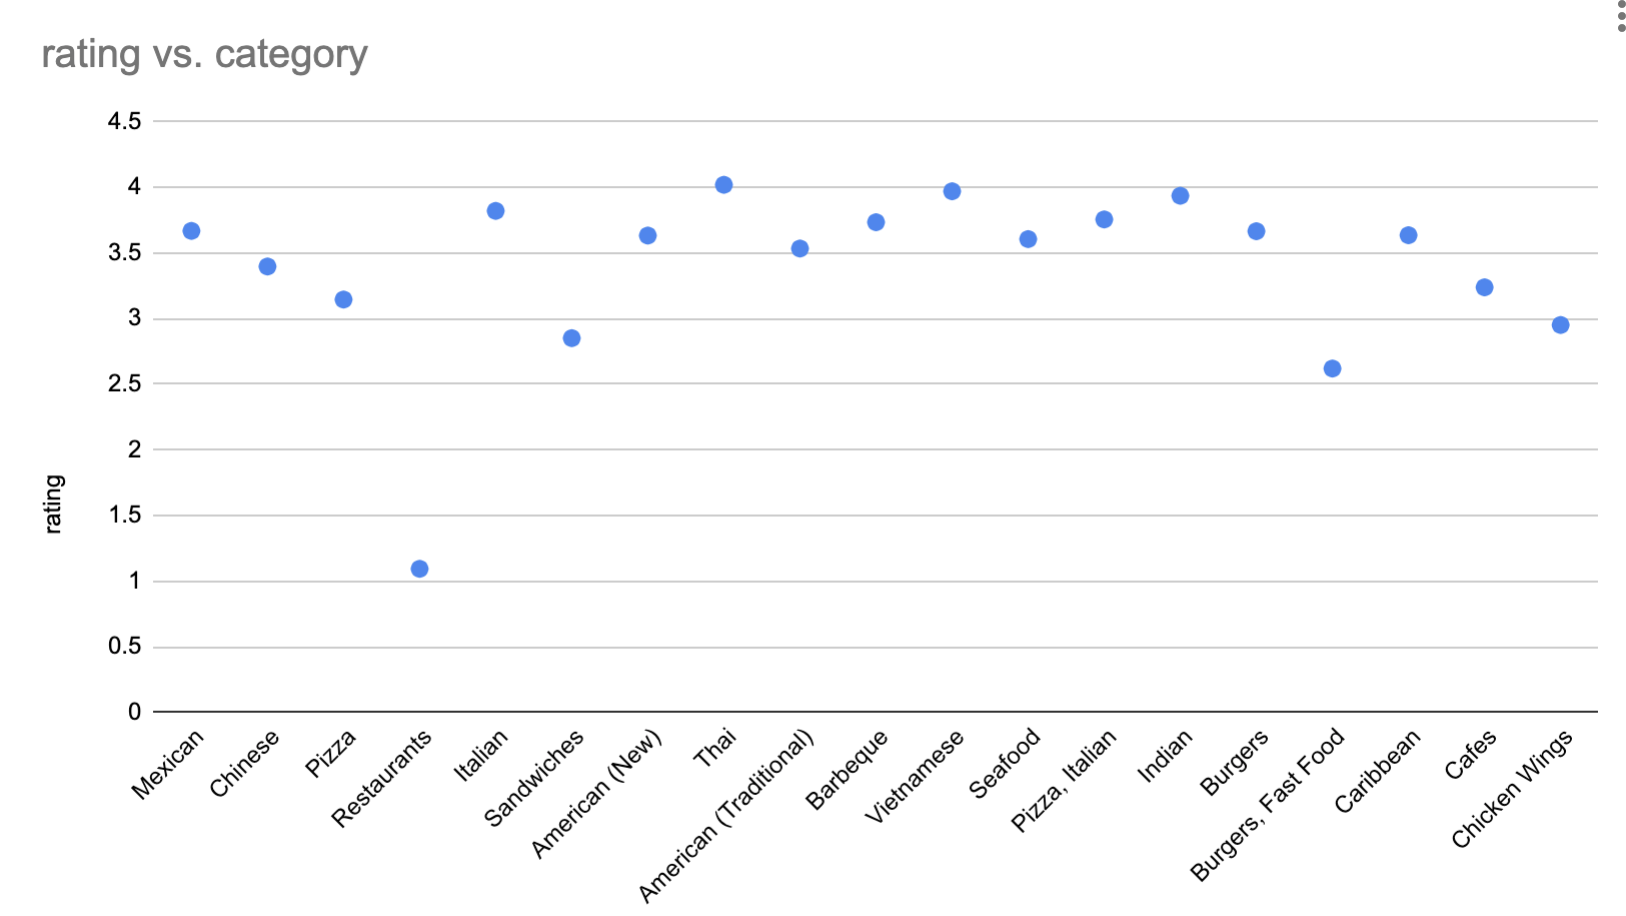 rating vs. category
4.5
4
3.5
3
2.5
2
1.5
1
0.5
0
rating
Mexican
Chinese
Pizza
Restaurants
Italian
Sandwiches
American (New)
Thai
American (Traditional)
Barbeque
Vietnamese
Seafood
Pizza, Italian
Indian
Burgers
Burgers, Fast Food
Caribbean
Cafes
Chicken Wings